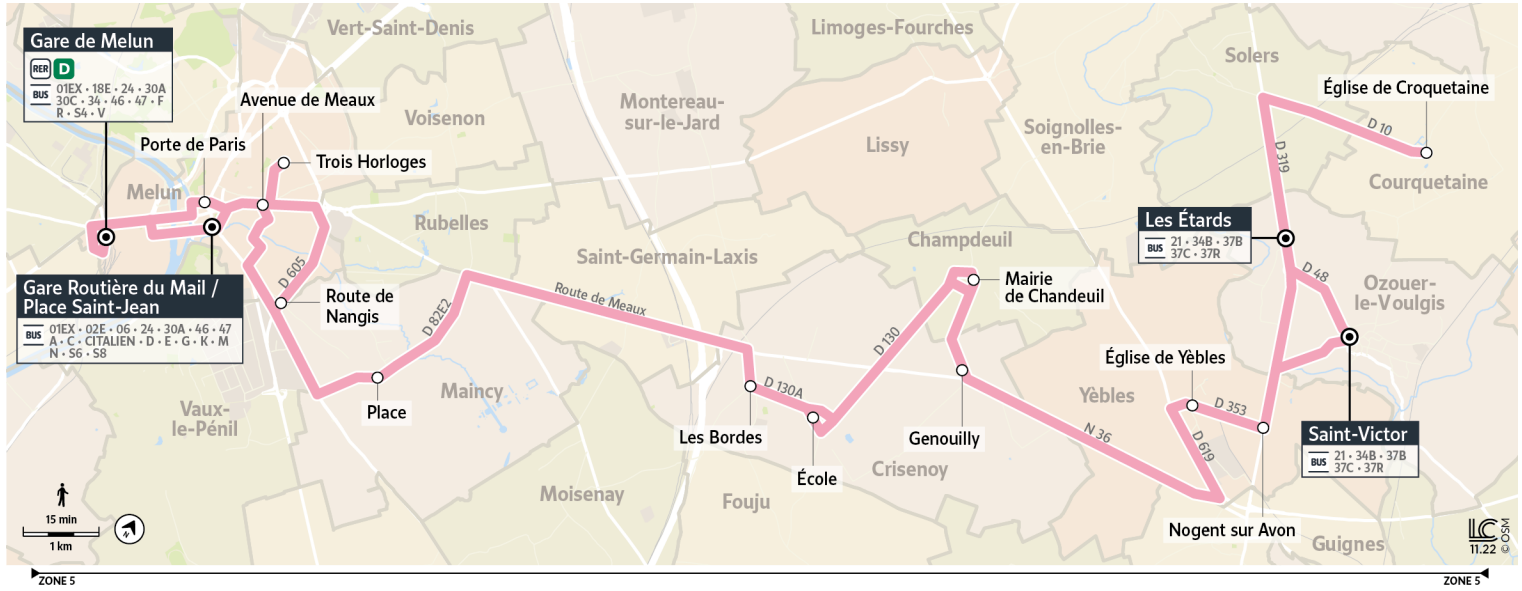 Gare de Melun
RER D
BUS 01EX • 18E • 24 • 30A
30C • 34 • 46 • 47 • F
R • S4 • V
Vert-Saint-Denis
Limoges-Fourches
Solers
Avenue de Meaux
Église de Croquetaine
Voisenon
Montereau-
sur-le-Jard
Porte de Paris
Trois Horloges
Lissy
Soignolles-
en-Brie
D 10
D 319
Courquetaine
Melun
Rubelles
Saint-Germain-Laxis
Champdeuil
Les Étards
BUS 21 • 34B • 37B
37C • 37R
Gare Routière du Mail /
Place Saint-Jean
BUS 01EX • 02E • 06 • 24 • 30A • 46 • 47
A • C • CITALIEN • D • E • G • K • M
N • S6 • S8
D 605
Route de
Nangis
D 82E2
Route de Meaux
Mairie
de Chandeuil
D 48
Ozouer-
le-Voulgis
D 130
Église de Yèbles
Place
Maincy
D 130A
Yèbles
D 353
Vaux-
le-Pénil
Les Bordes
Genouilly
N 36
D 619
Saint-Victor
BUS 21 • 34B • 37B
37C • 37R
École
Crisenoy
Moisenay
Fouju
Nogent sur Avon
Guignes
15 min
1 km
N
LC
11.22
© OSM
ZONE 5
ZONE 5